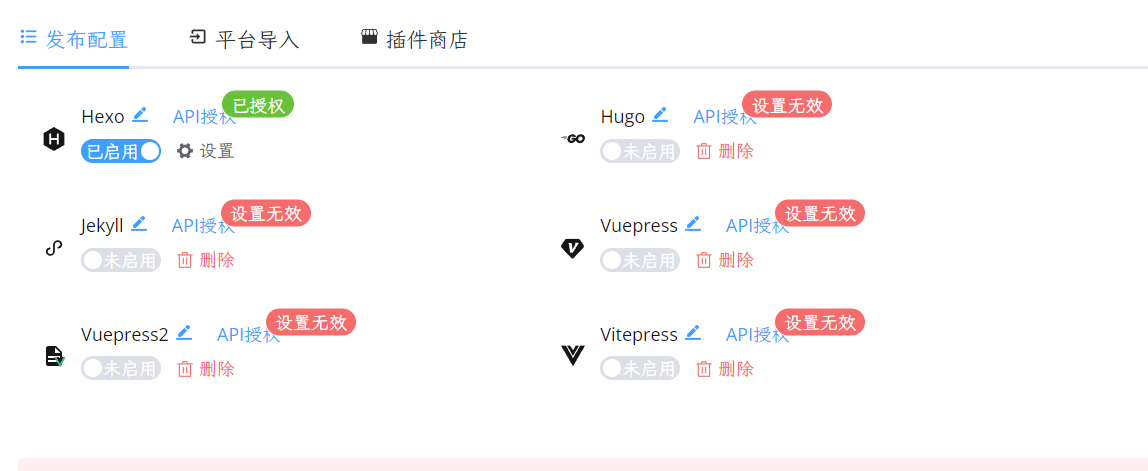 发布配置 平台导入 插件商店
Hexo API授权 已授权
已启用 设置
Hugo API授权 设置无效
未启用 删除
Jekyll API授权 设置无效
未启用 删除
Vuepress API授权 设置无效
未启用 删除
Vuepress2 API授权 设置无效
未启用 删除
Vitepress API授权 设置无效
未启用 删除